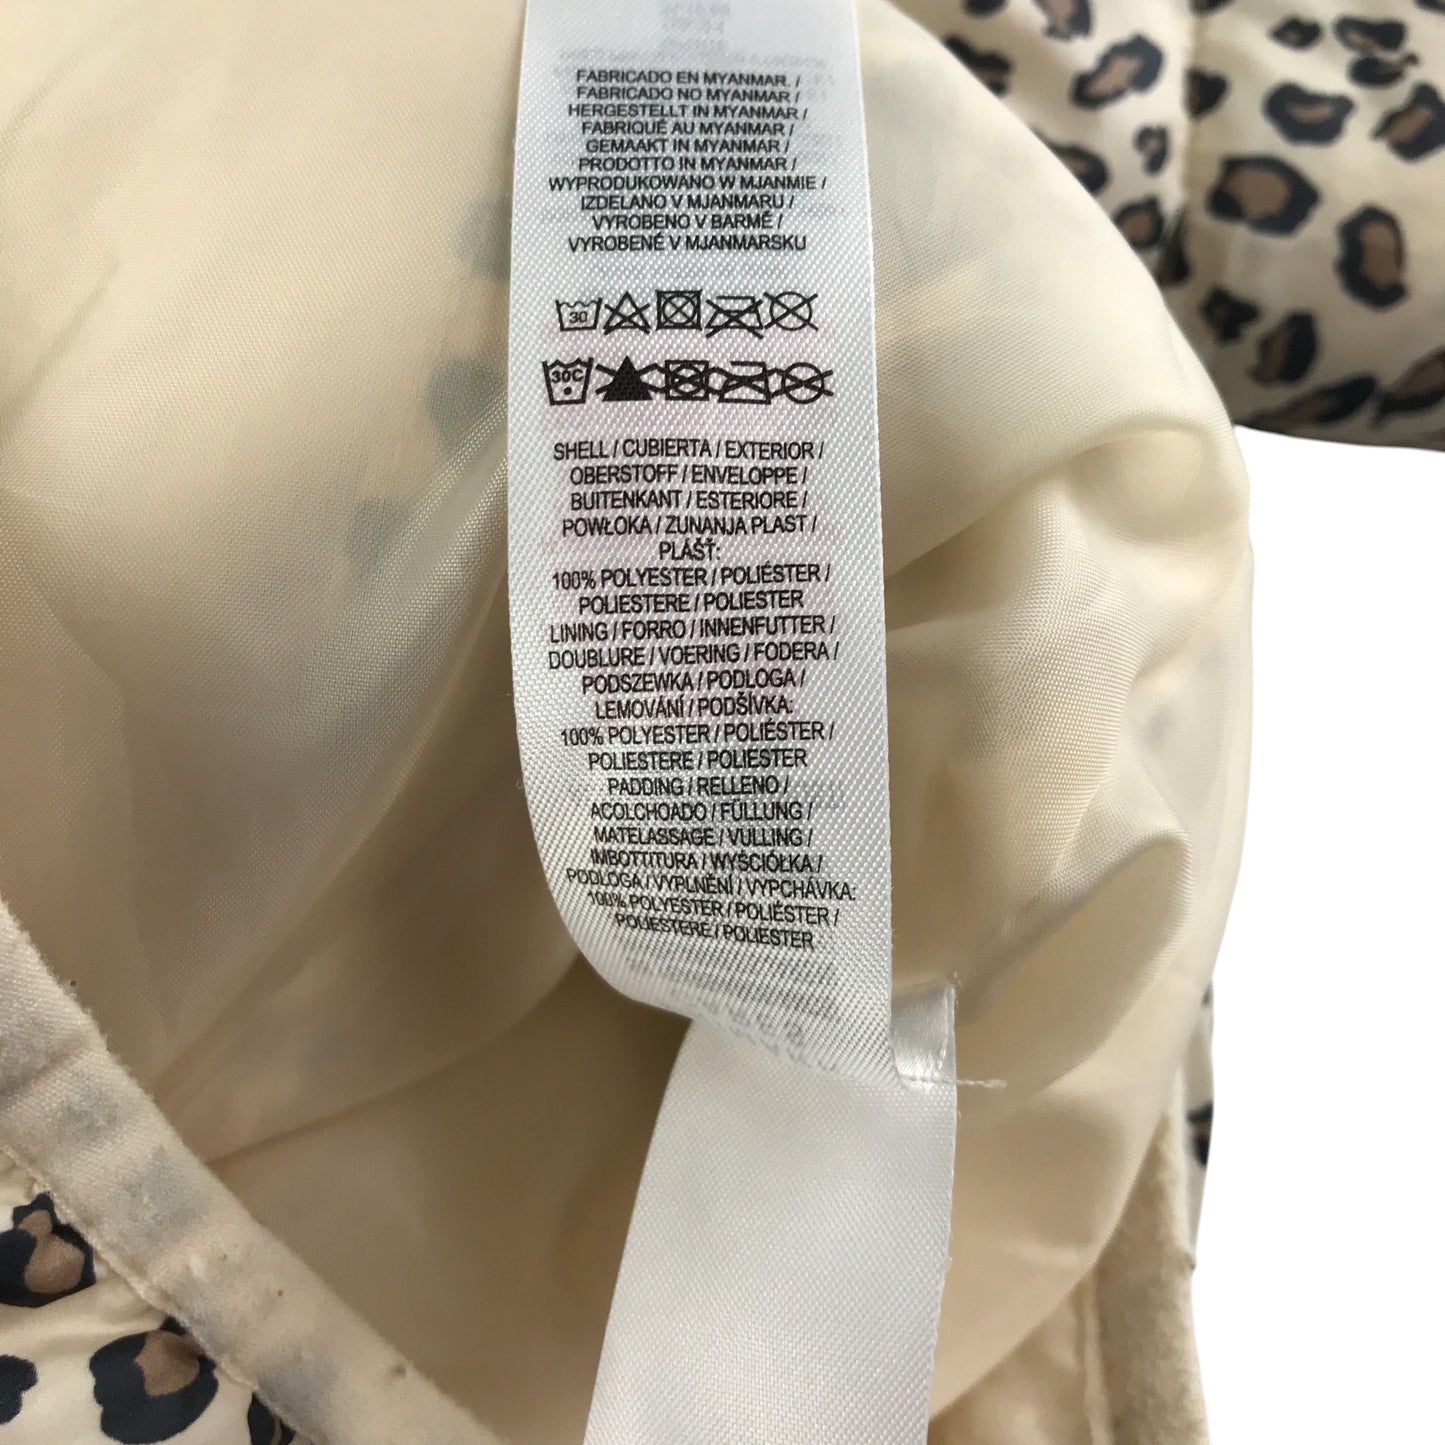 FABRICADO EN MYANMAR. /
FABRICADO NO MYANMAR /
HERGESTELLT IN MYANMAR /
FABRIQUÉ AU MYANMAR /
GEMAAKT IN MYANMAR /
PRODOTTO IN MYANMAR /
WYPRODUKOWANO W MJANMIE /
IZDELANO V MJANMARU /
VYROBENO V BARMĚ /
VYROBENÉ V MJANMARSKU
30
30C
SHELL / CUBIERTA / EXTERIOR /
OBERSTOFF / ENVELOPPE /
BUITENKANT / ESTERIORE /
POWŁOKA / ZUNANJA PLAST /
PLÁŠŤ:
100% POLYESTER / POLIÉSTER /
POLIESTERE / POLIESTER
LINING / FORRO / INNENFUTTER /
DOUBLURE / VOERING / FODERA /
PODSZEWKA / PODLOGA /
LEMOVÁNÍ / PODŠÍVKA:
100% POLYESTER / POLIÉSTER /
POLIESTERE / POLIESTER
PADDING / RELLENO /
ACOLCHOADO / FÜLLUNG /
MATELASSAGE / VULLING /
IMBOTTITURA / WYŚCIÓŁKA /
PODLOGA / VYPLNĚNÍ / VYPCHÁVKA:
100% POLYESTER / POLIÉSTER /
POLIESTERE / POLIESTER